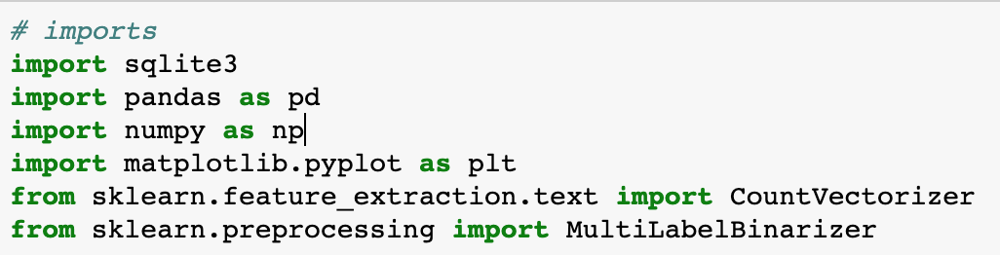 # imports
import sqlite3
import pandas as pd
import numpy as np
import matplotlib.pyplot as plt
from sklearn.feature_extraction.text import CountVectorizer
from sklearn.preprocessing import MultiLabelBinarizer